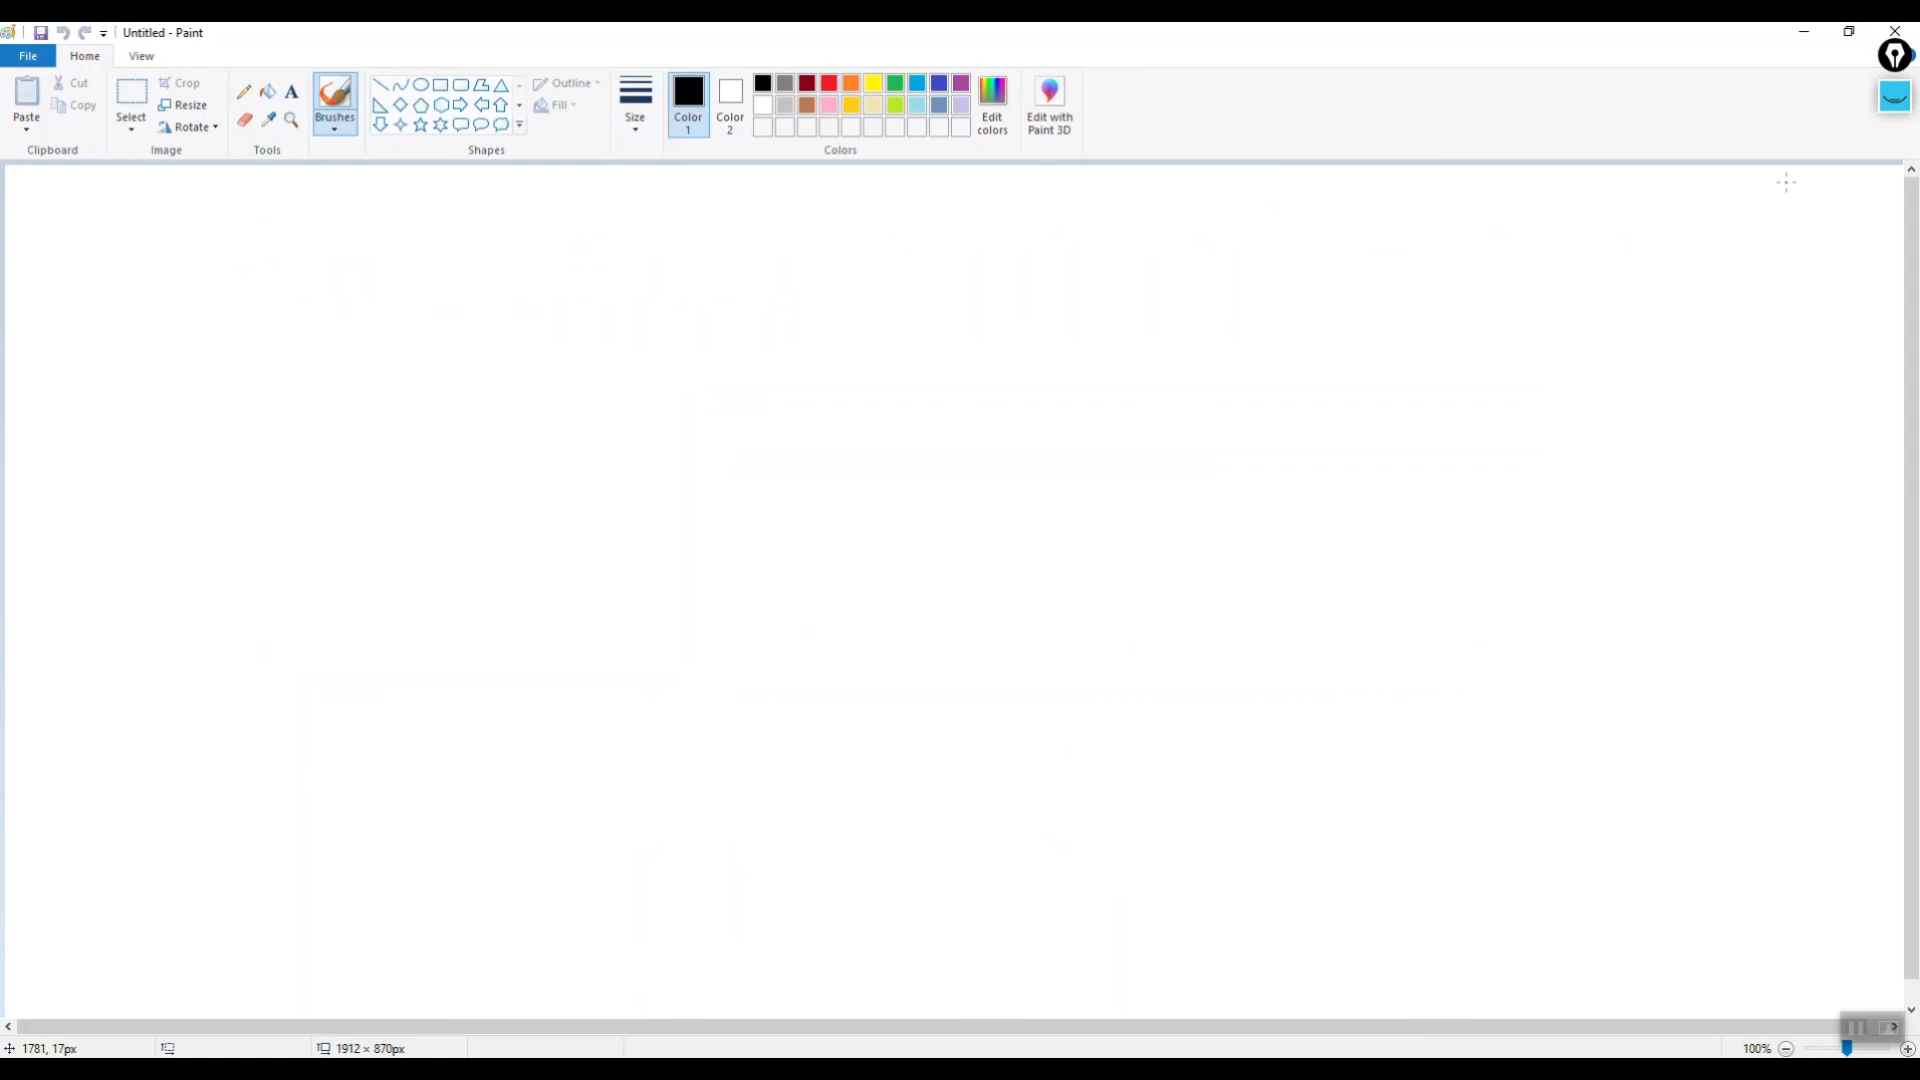 Untitled - Paint
File Home View
Paste
Cut
Copy
Clipboard
Select
Crop
Resize
Rotate
Image
A
Tools
Brushes
Outline
Fill
Shapes
Size
Color 1
Color 2
Edit colors
Colors
Edit with Paint 3D
1781, 17px
1912 × 870px
100%